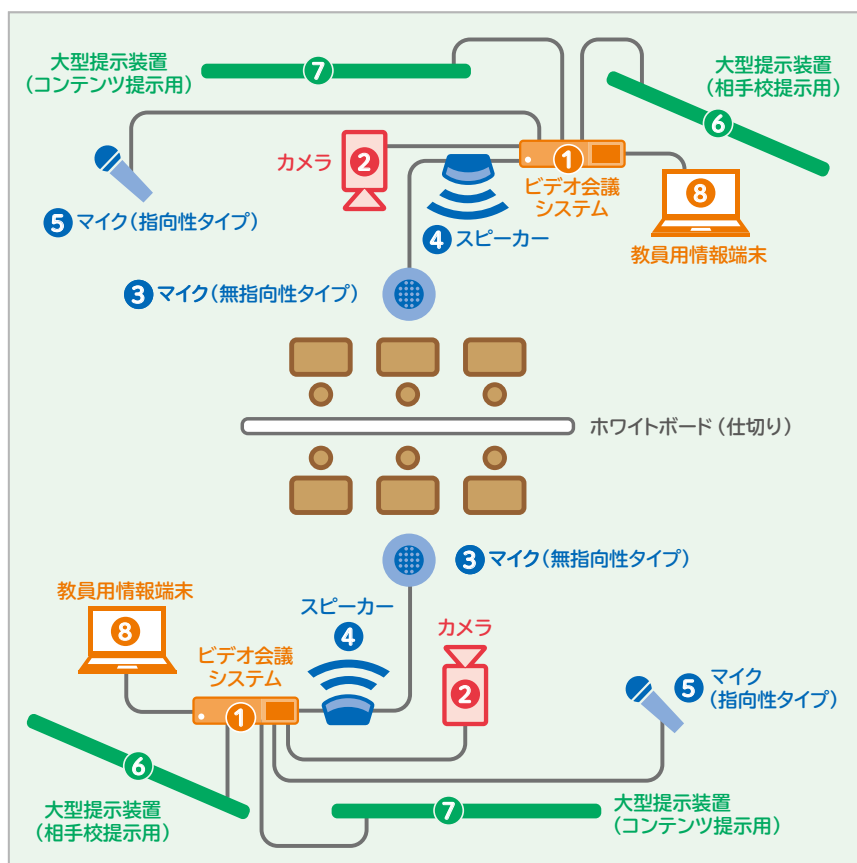 大型提示装置
(コンテンツ提示用)
7
大型提示装置
(相手校提示用)
6
カメラ
2
1
ビデオ会議
システム
8
教員用情報端末
5 マイク(指向性タイプ)
4 スピーカー
3 マイク(無指向性タイプ)
ホワイトボード(仕切り)
3 マイク(無指向性タイプ)
教員用情報端末
8
スピーカー
4
カメラ
2
ビデオ会議
システム
1
5 マイク
(指向性タイプ)
6
大型提示装置
(相手校提示用)
7
大型提示装置
(コンテンツ提示用)